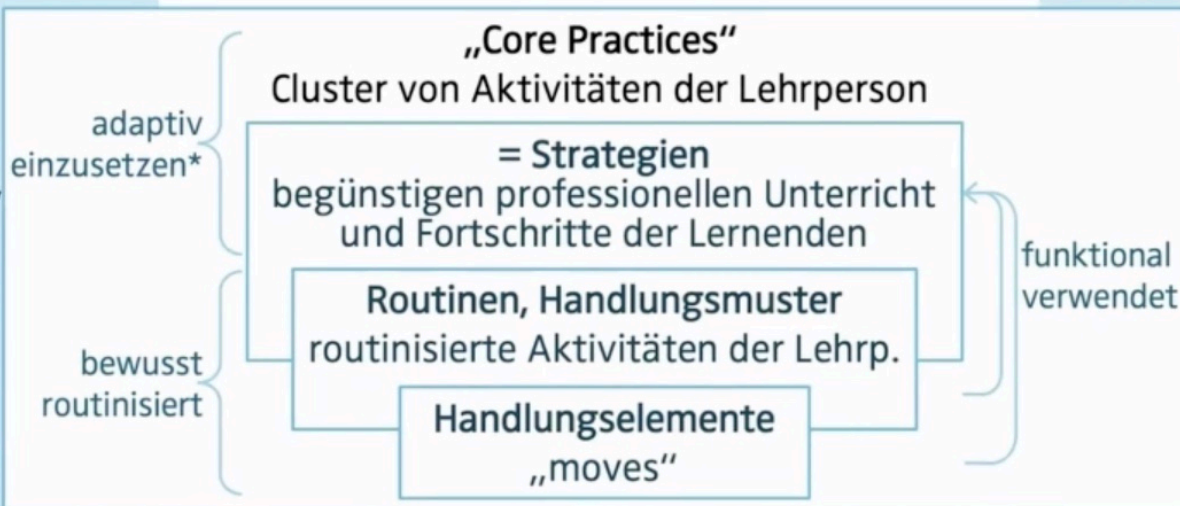 „Core Practices“
Cluster von Aktivitäten der Lehrperson
adaptiv
einzusetzen*
= Strategien
begünstigen professionellen Unterricht
und Fortschritte der Lernenden
funktional
verwendet
Routinen, Handlungsmuster
routinisierte Aktivitäten der Lehrp.
bewusst
routinisiert
Handlungselemente
„moves“